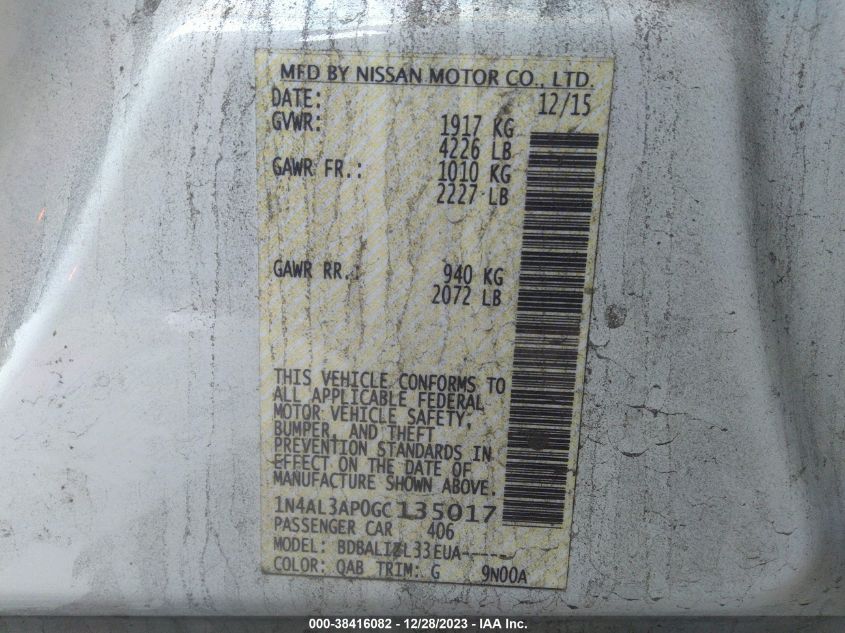 MFD BY NISSAN MOTOR CO., LTD.
DATE: 12/15
GVWR: 1917 KG
4226 LB
GAWR FR.: 1010 KG
2227 LB
GAWR RR.: 940 KG
2072 LB
THIS VEHICLE CONFORMS TO
ALL APPLICABLE FEDERAL
MOTOR VEHICLE SAFETY,
BUMPER, AND THEFT
PREVENTION STANDARDS IN
EFFECT ON THE DATE OF
MANUFACTURE SHOWN ABOVE.
1N4AL3AP0GC135017
PASSENGER CAR 406
MODEL: BDBALIZL33EUA-----
COLOR: QAB TRIM: G 9N00A
000-38416082 - 12/28/2023 - IAA Inc.